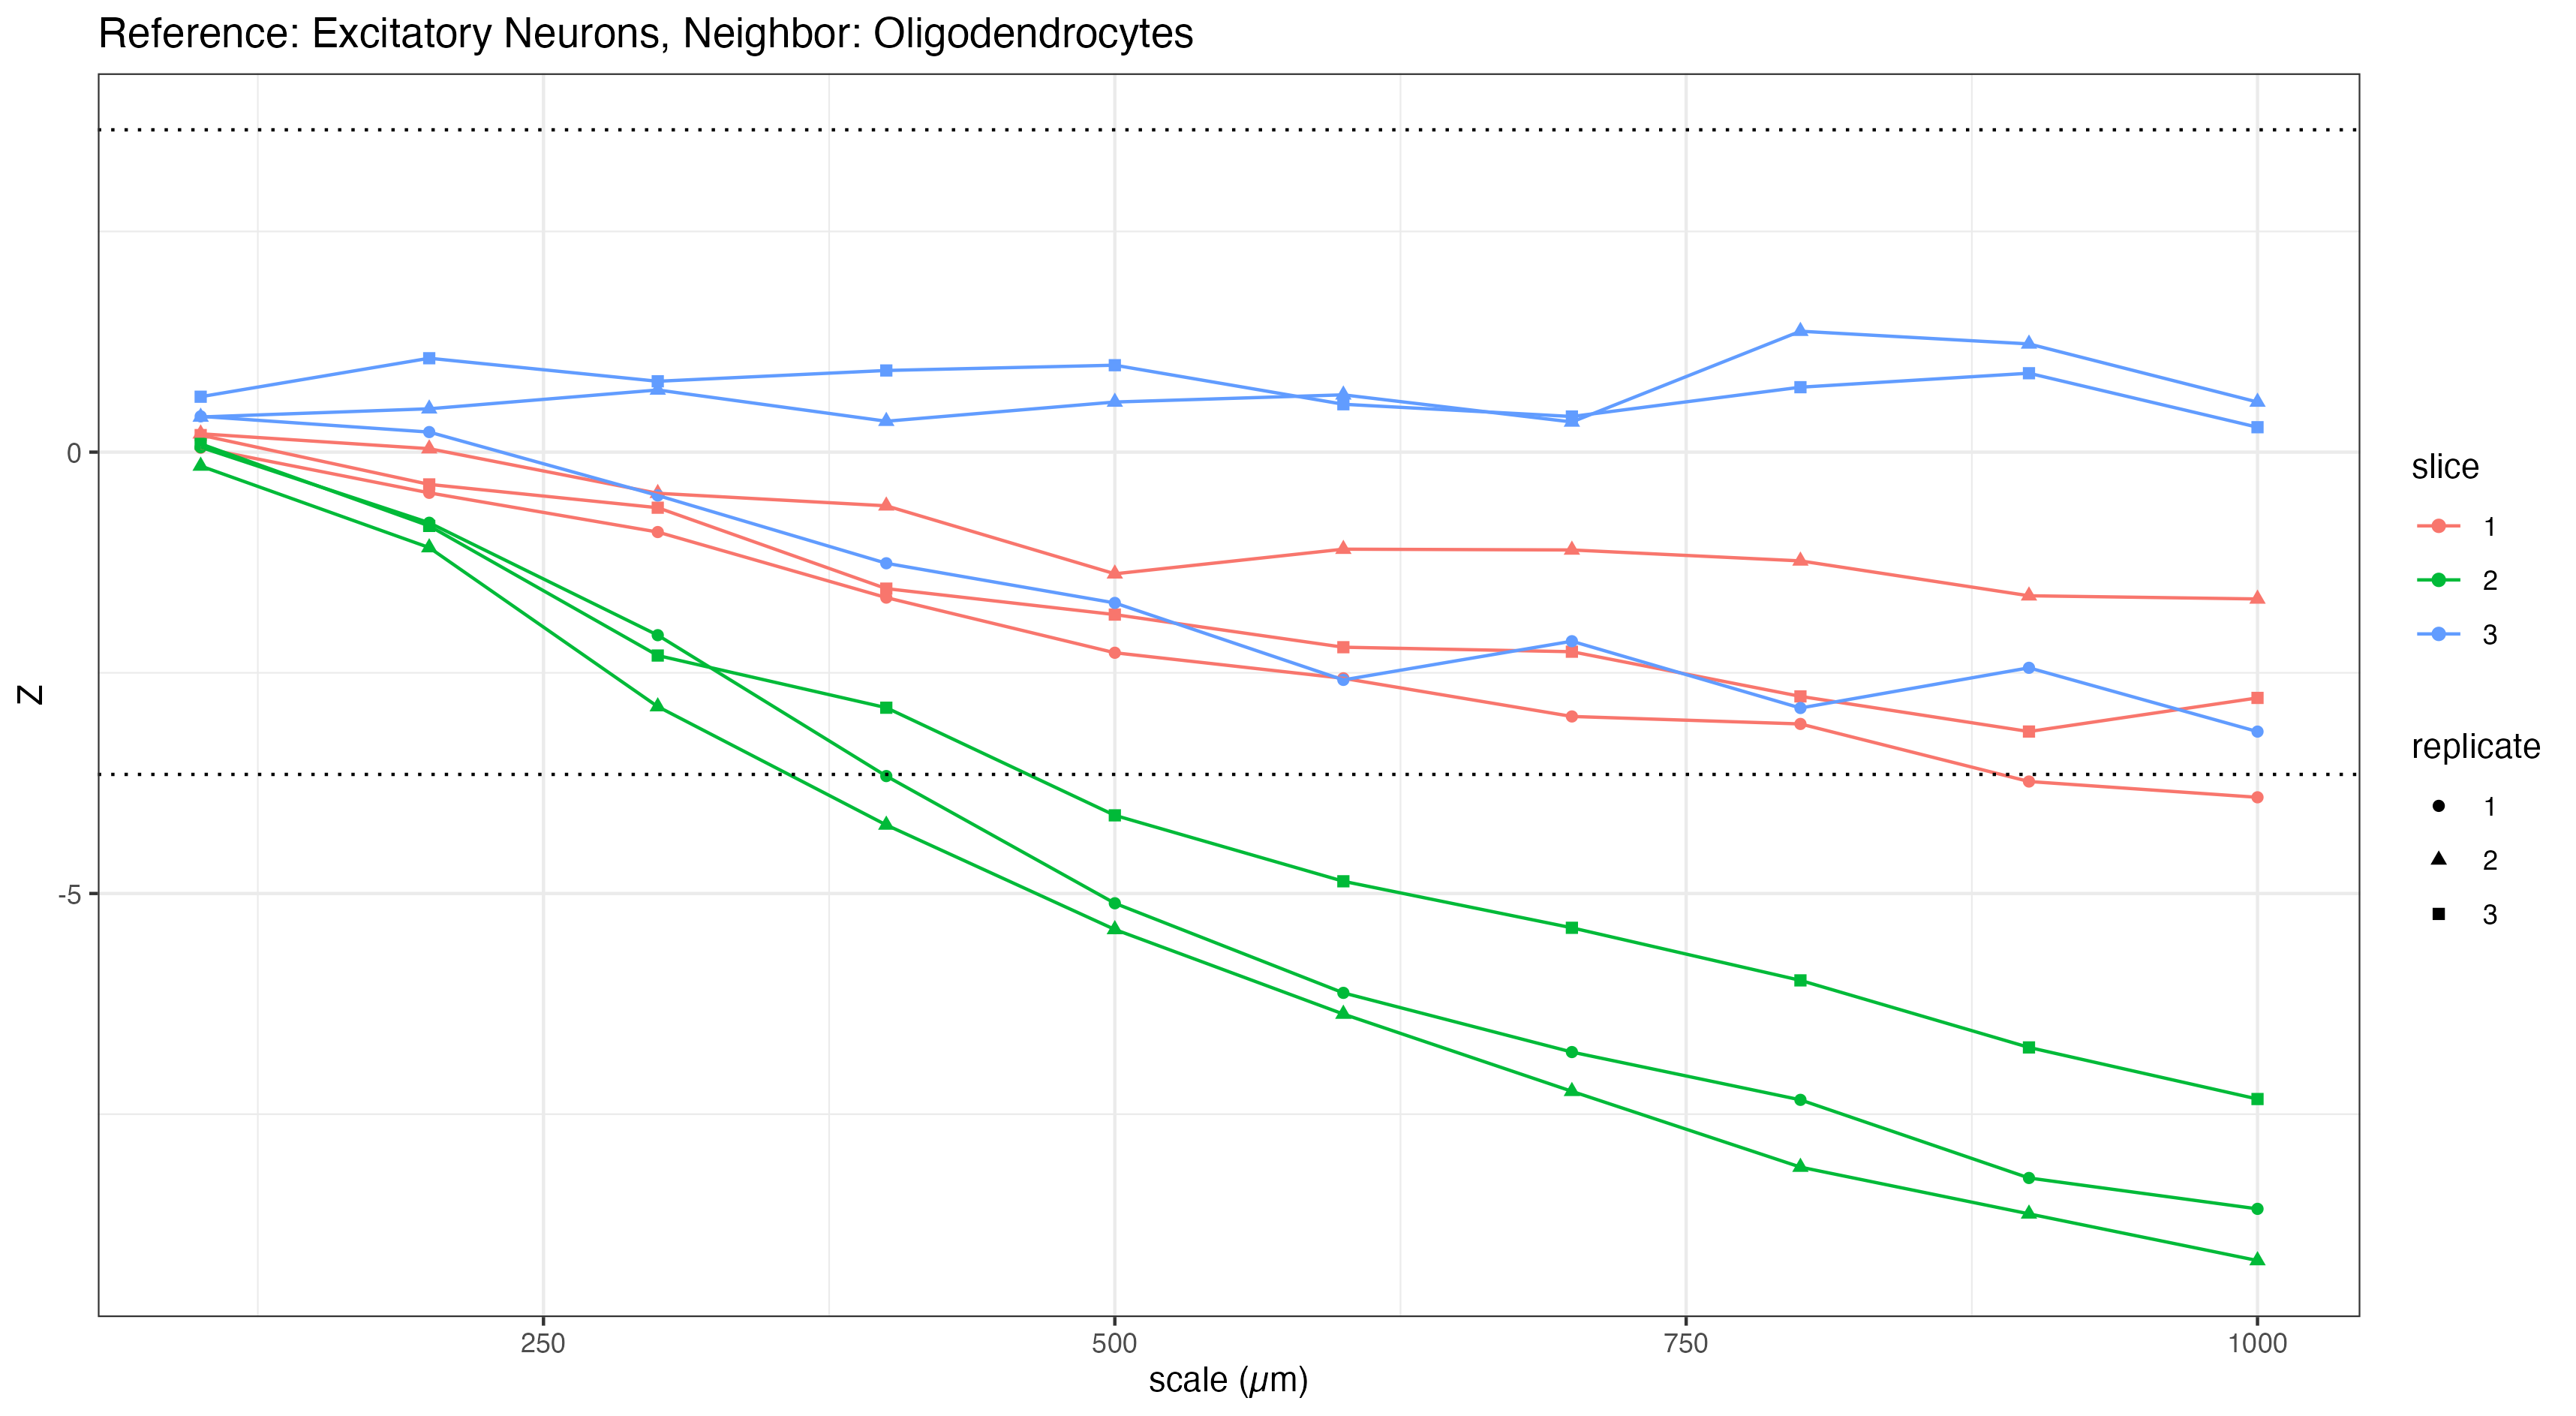 Reference: Excitatory Neurons, Neighbor: Oligodendrocytes
Z
0
-5
250
500
750
1000
scale (µm)
slice
1
2
3
replicate
1
2
3